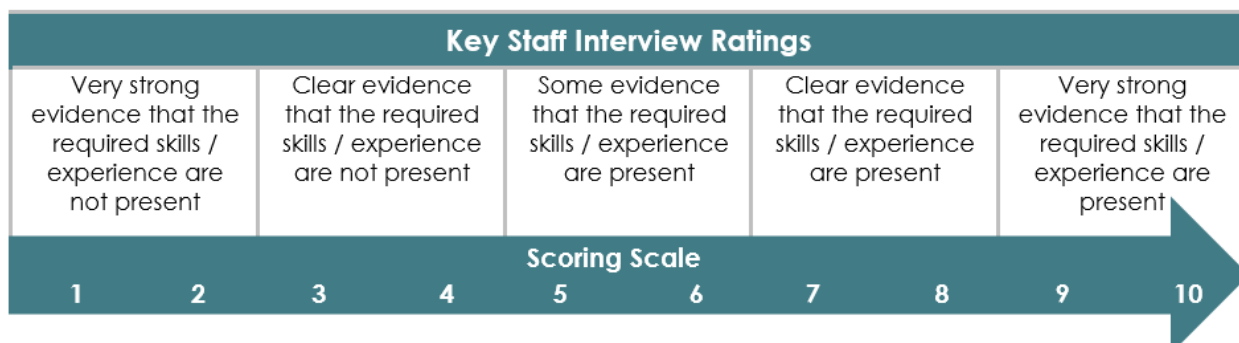 Key Staff Interview Ratings
Very strong
evidence that the
required skills /
experience are
not present
Clear evidence
that the required
skills / experience
are not present
Some evidence
that the required
skills / experience
are present
Clear evidence
that the required
skills / experience
are present
Very strong
evidence that the
required skills /
experience are
present
Scoring Scale
1 2 3 4 5 6 7 8 9 10